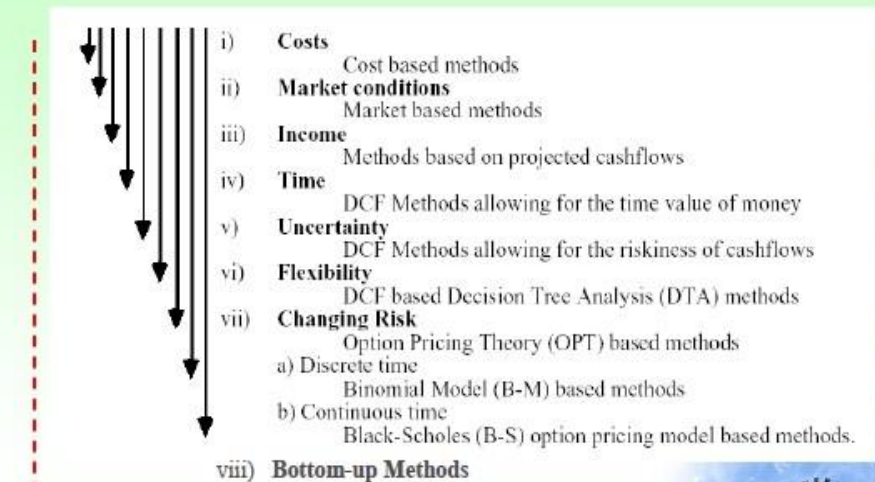 i) Costs
Cost based methods
ii) Market conditions
Market based methods
iii) Income
Methods based on projected cashflows
iv) Time
DCF Methods allowing for the time value of money
v) Uncertainty
DCF Methods allowing for the riskiness of cashflows
vi) Flexibility
DCF based Decision Tree Analysis (DTA) methods
vii) Changing Risk
Option Pricing Theory (OPT) based methods
a) Discrete time
Binomial Model (B-M) based methods
b) Continuous time
Black-Scholes (B-S) option pricing model based methods.
viii) Bottom-up Methods